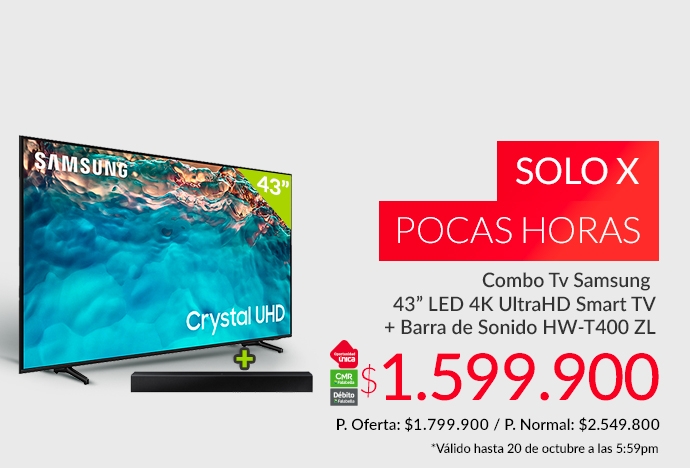 SAMSUNG
43”
Crystal UHD
+
SOLO X
POCAS HORAS
Combo Tv Samsung
43” LED 4K UltraHD Smart TV
+ Barra de Sonido HW-T400 ZL
Oportunidad
única
CMR
Falabella
Débito
Falabella
$1.599.900
P. Oferta: $1.799.900 / P. Normal: $2.549.800
*Válido hasta 20 de octubre a las 5:59pm